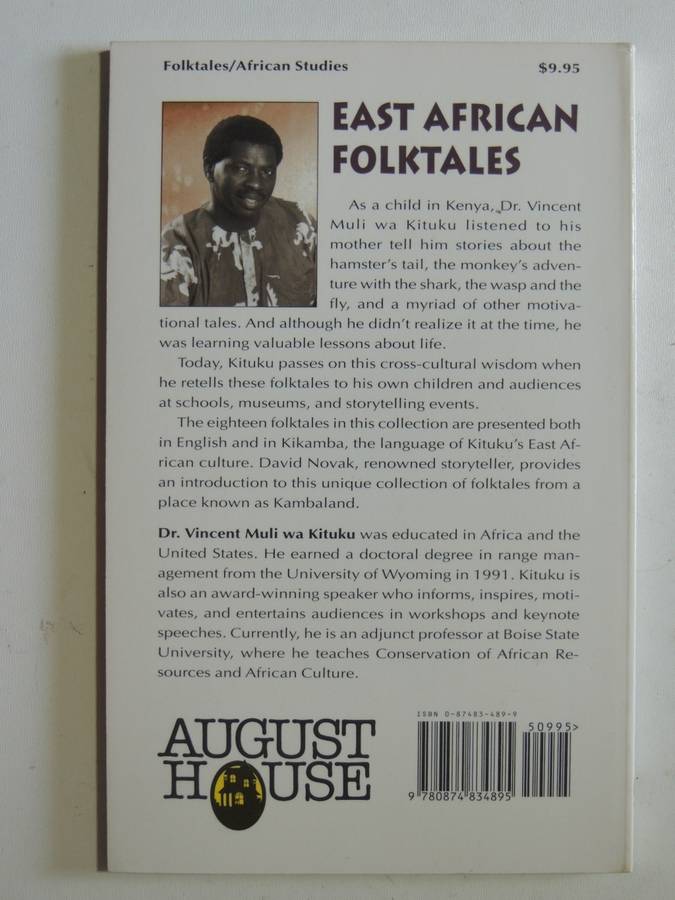 Folktales/African Studies
$9.95
EAST AFRICAN
FOLKTALES
As a child in Kenya, Dr. Vincent
Muli wa Kituku listened to his
mother tell him stories about the
hamster's tail, the monkey's adven-
ture with the shark, the wasp and the
fly, and a myriad of other motiva-
tional tales. And although he didn't realize it at the time, he
was learning valuable lessons about life.
Today, Kituku passes on this cross-cultural wisdom when
he retells these folktales to his own children and audiences
at schools, museums, and storytelling events.
The eighteen folktales in this collection are presented both
in English and in Kikamba, the language of Kituku's East Af-
rican culture. David Novak, renowned storyteller, provides
an introduction to this unique collection of folktales from a
place known as Kambaland.
Dr. Vincent Muli wa Kituku was educated in Africa and the
United States. He earned a doctoral degree in range man-
agement from the University of Wyoming in 1991. Kituku is
also an award-winning speaker who informs, inspires, moti-
vates, and entertains audiences in workshops and keynote
speeches. Currently, he is an adjunct professor at Boise State
University, where he teaches Conservation of African Re-
sources and African Culture.
AUGUST
HOUSE
ISBN 0-87483-489-9
50995>
9 780874 834895